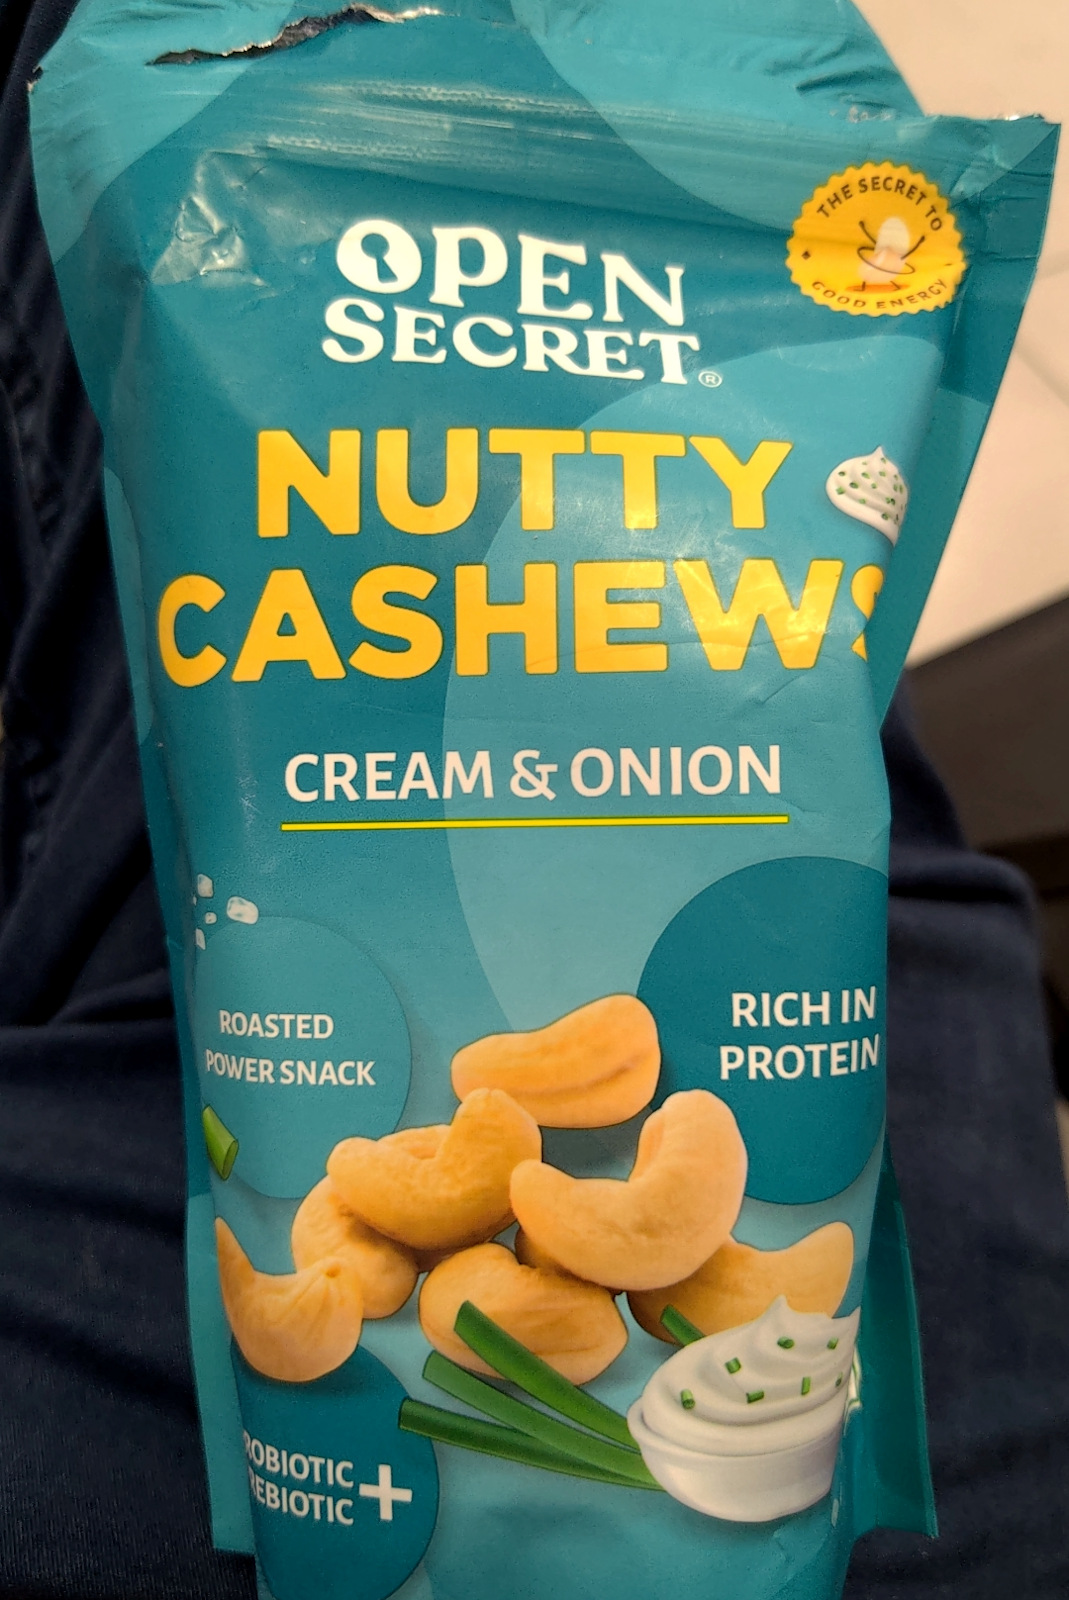 OPEN
SECRET®
THE SECRET TO
GOOD ENERGY
NUTTY
CASHEWS
CREAM & ONION
ROASTED
POWER SNACK
RICH IN
PROTEIN
ROBIOTIC
REBIOTIC
+